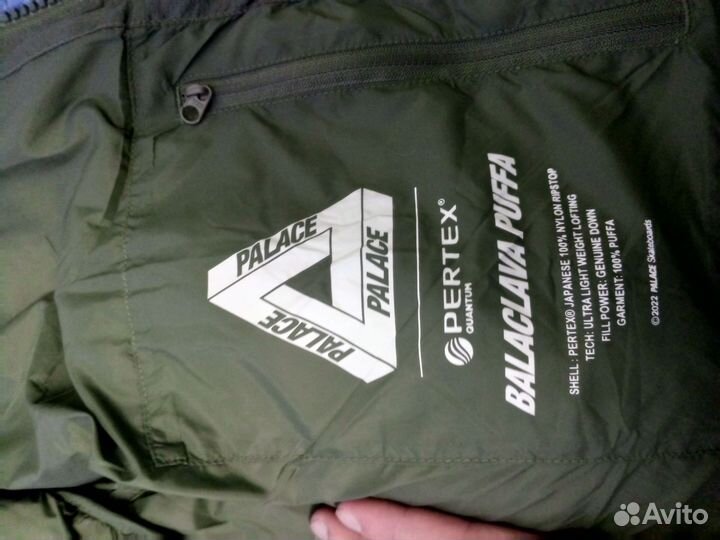 PALACE
PALACE
PALACE
PERTEX®
QUANTUM
BALACLAVA PUFFA
SHELL : PERTEX® JAPANESE 100% NYLON RIPSTOP
TECH: ULTRA LIGHT WEIGHT LOFTING
FILL POWER: GENUINE DOWN
GARMENT: 100% PUFFA
©2022 PALACE Skateboards
Avito